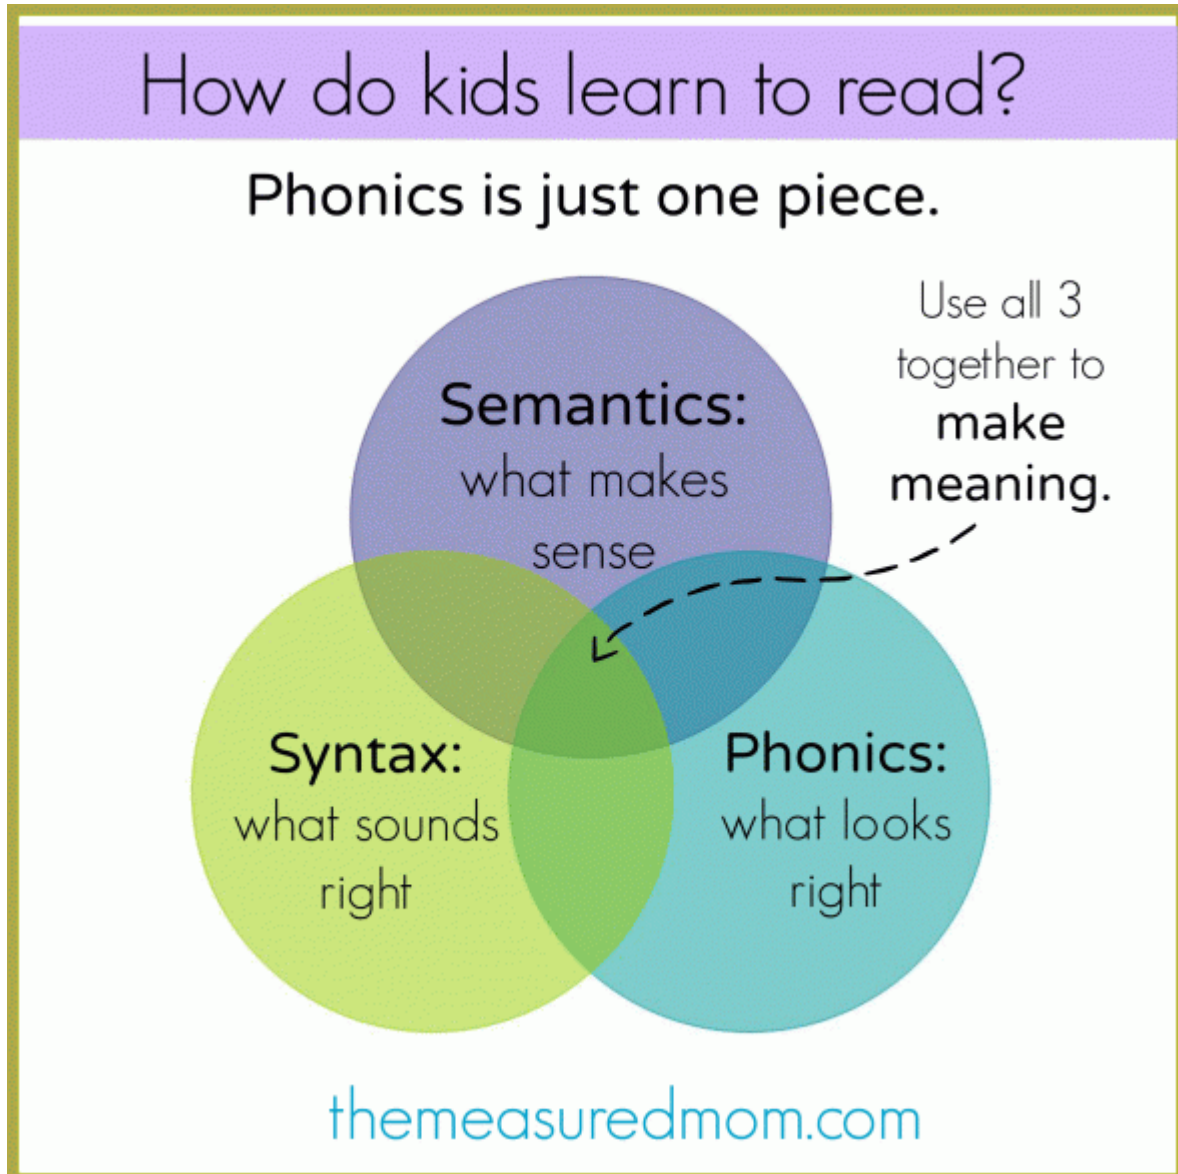 How do kids learn to read?
Phonics is just one piece.
Use all 3
together to
make
meaning.
Semantics:
what makes
sense
Syntax:
what sounds
right
Phonics:
what looks
right
themeasuredmom.com